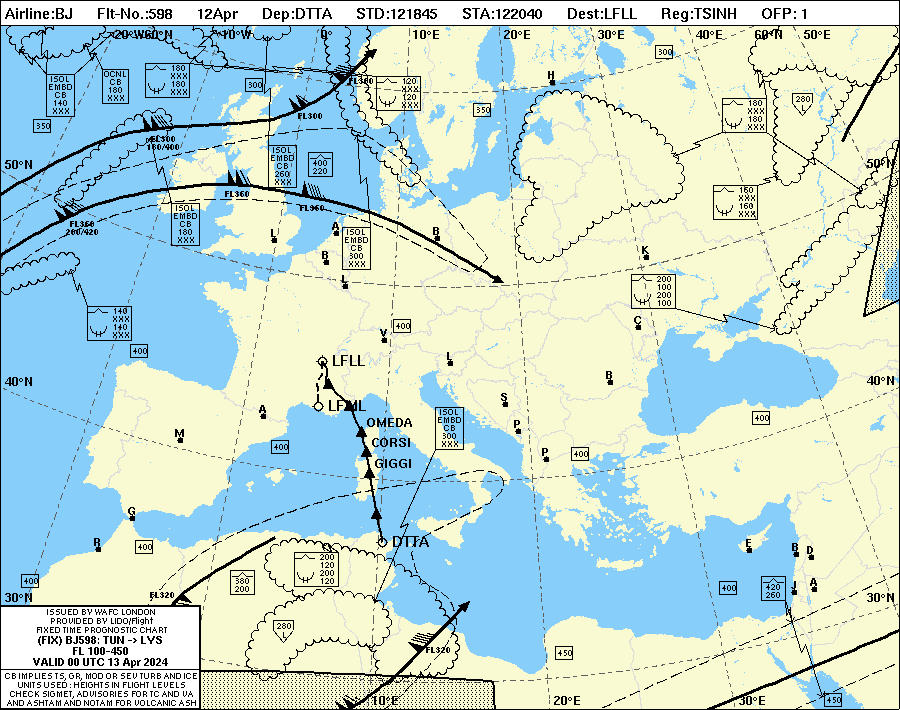 Airline:BJ Flt-No.:598 12Apr Dep:DTTA STD:121845 STA:122040 Dest:LFLL Reg:TSINH OFP: 1
20°W 60°N 10°W 0° 10°E 20°E 30°E 40°E 60°N 50°E
ISOL
EMBD
CB
140
XXX
OCNL
CB
180
XXX
180
XXX
180
XXX
300
350
FL300
120
XXX
120
XXX
H
300
350
280
180
XXX
180
XXX
FL300
FL300
180/400
50°N
50°N
ISOL
EMBD
CB
260
XXX
400
220
FL360
FL360
FL360
200/420
150
XXX
160
XXX
ISOL
EMBD
CB
180
XXX
L
A
B
L
ISOL
EMBD
CB
300
XXX
B
K
200
100
200
100
140
XXX
140
XXX
400
V
400
C
LFLL
L
B
40°N
40°N
LFML
A
S
ISOL
EMBD
CB
300
XXX
400
OMEDA
P
M
CORSI
400
P
400
GIGGI
G
R
400
DTTA
E
B
D
400
200
120
200
120
380
200
400
420
260
J
A
30°N
30°N
FL320
280
FL320
450
450
10°E
20°E
30°E
ISSUED BY WAFC LONDON
PROVIDED BY LIDO/Flight
FIXED TIME PROGNOSTIC CHART
(FIX) BJ598: TUN -> LYS
FL 100-450
VALID 00 UTC 13 Apr 2024
CB IMPLIES TS, GR, MOD OR SEV TURB AND ICE
UNITS USED : HEIGHTS IN FLIGHT LEVELS
CHECK SIGMET, ADVISORIES FOR TC AND VA
AND ASHTAM AND NOTAM FOR VOLCANIC ASH